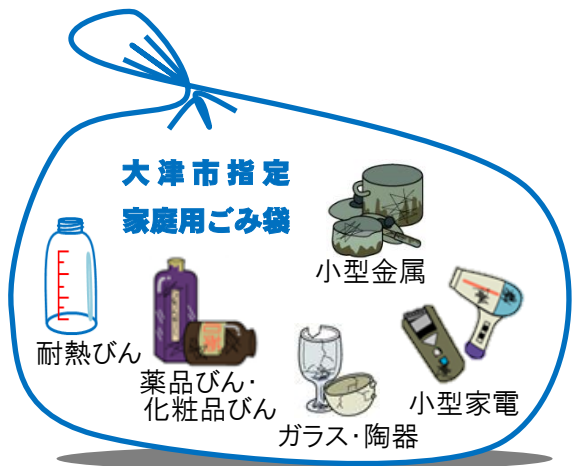 大津市指定
家庭用ごみ袋
小型金属
耐熱びん
薬品びん・
化粧品びん
小型家電
ガラス・陶器